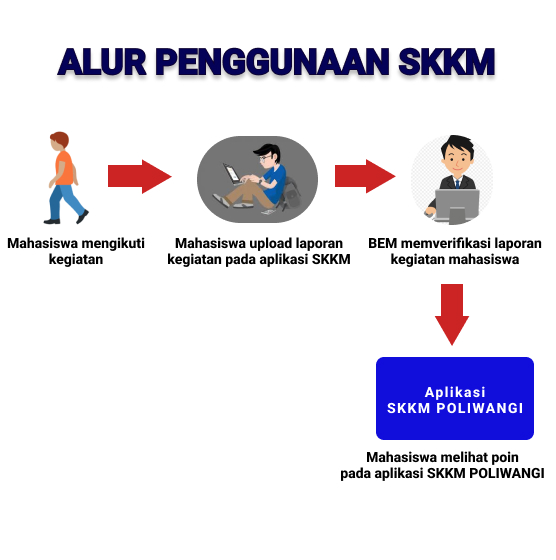 ALUR PENGGUNAAN SKKM
Mahasiswa mengikuti
kegiatan
Mahasiswa upload laporan
kegiatan pada aplikasi SKKM
BEM memverifikasi laporan
kegiatan mahasiswa
Aplikasi
SKKM POLIWANGI
Mahasiswa melihat poin
pada aplikasi SKKM POLIWANGI